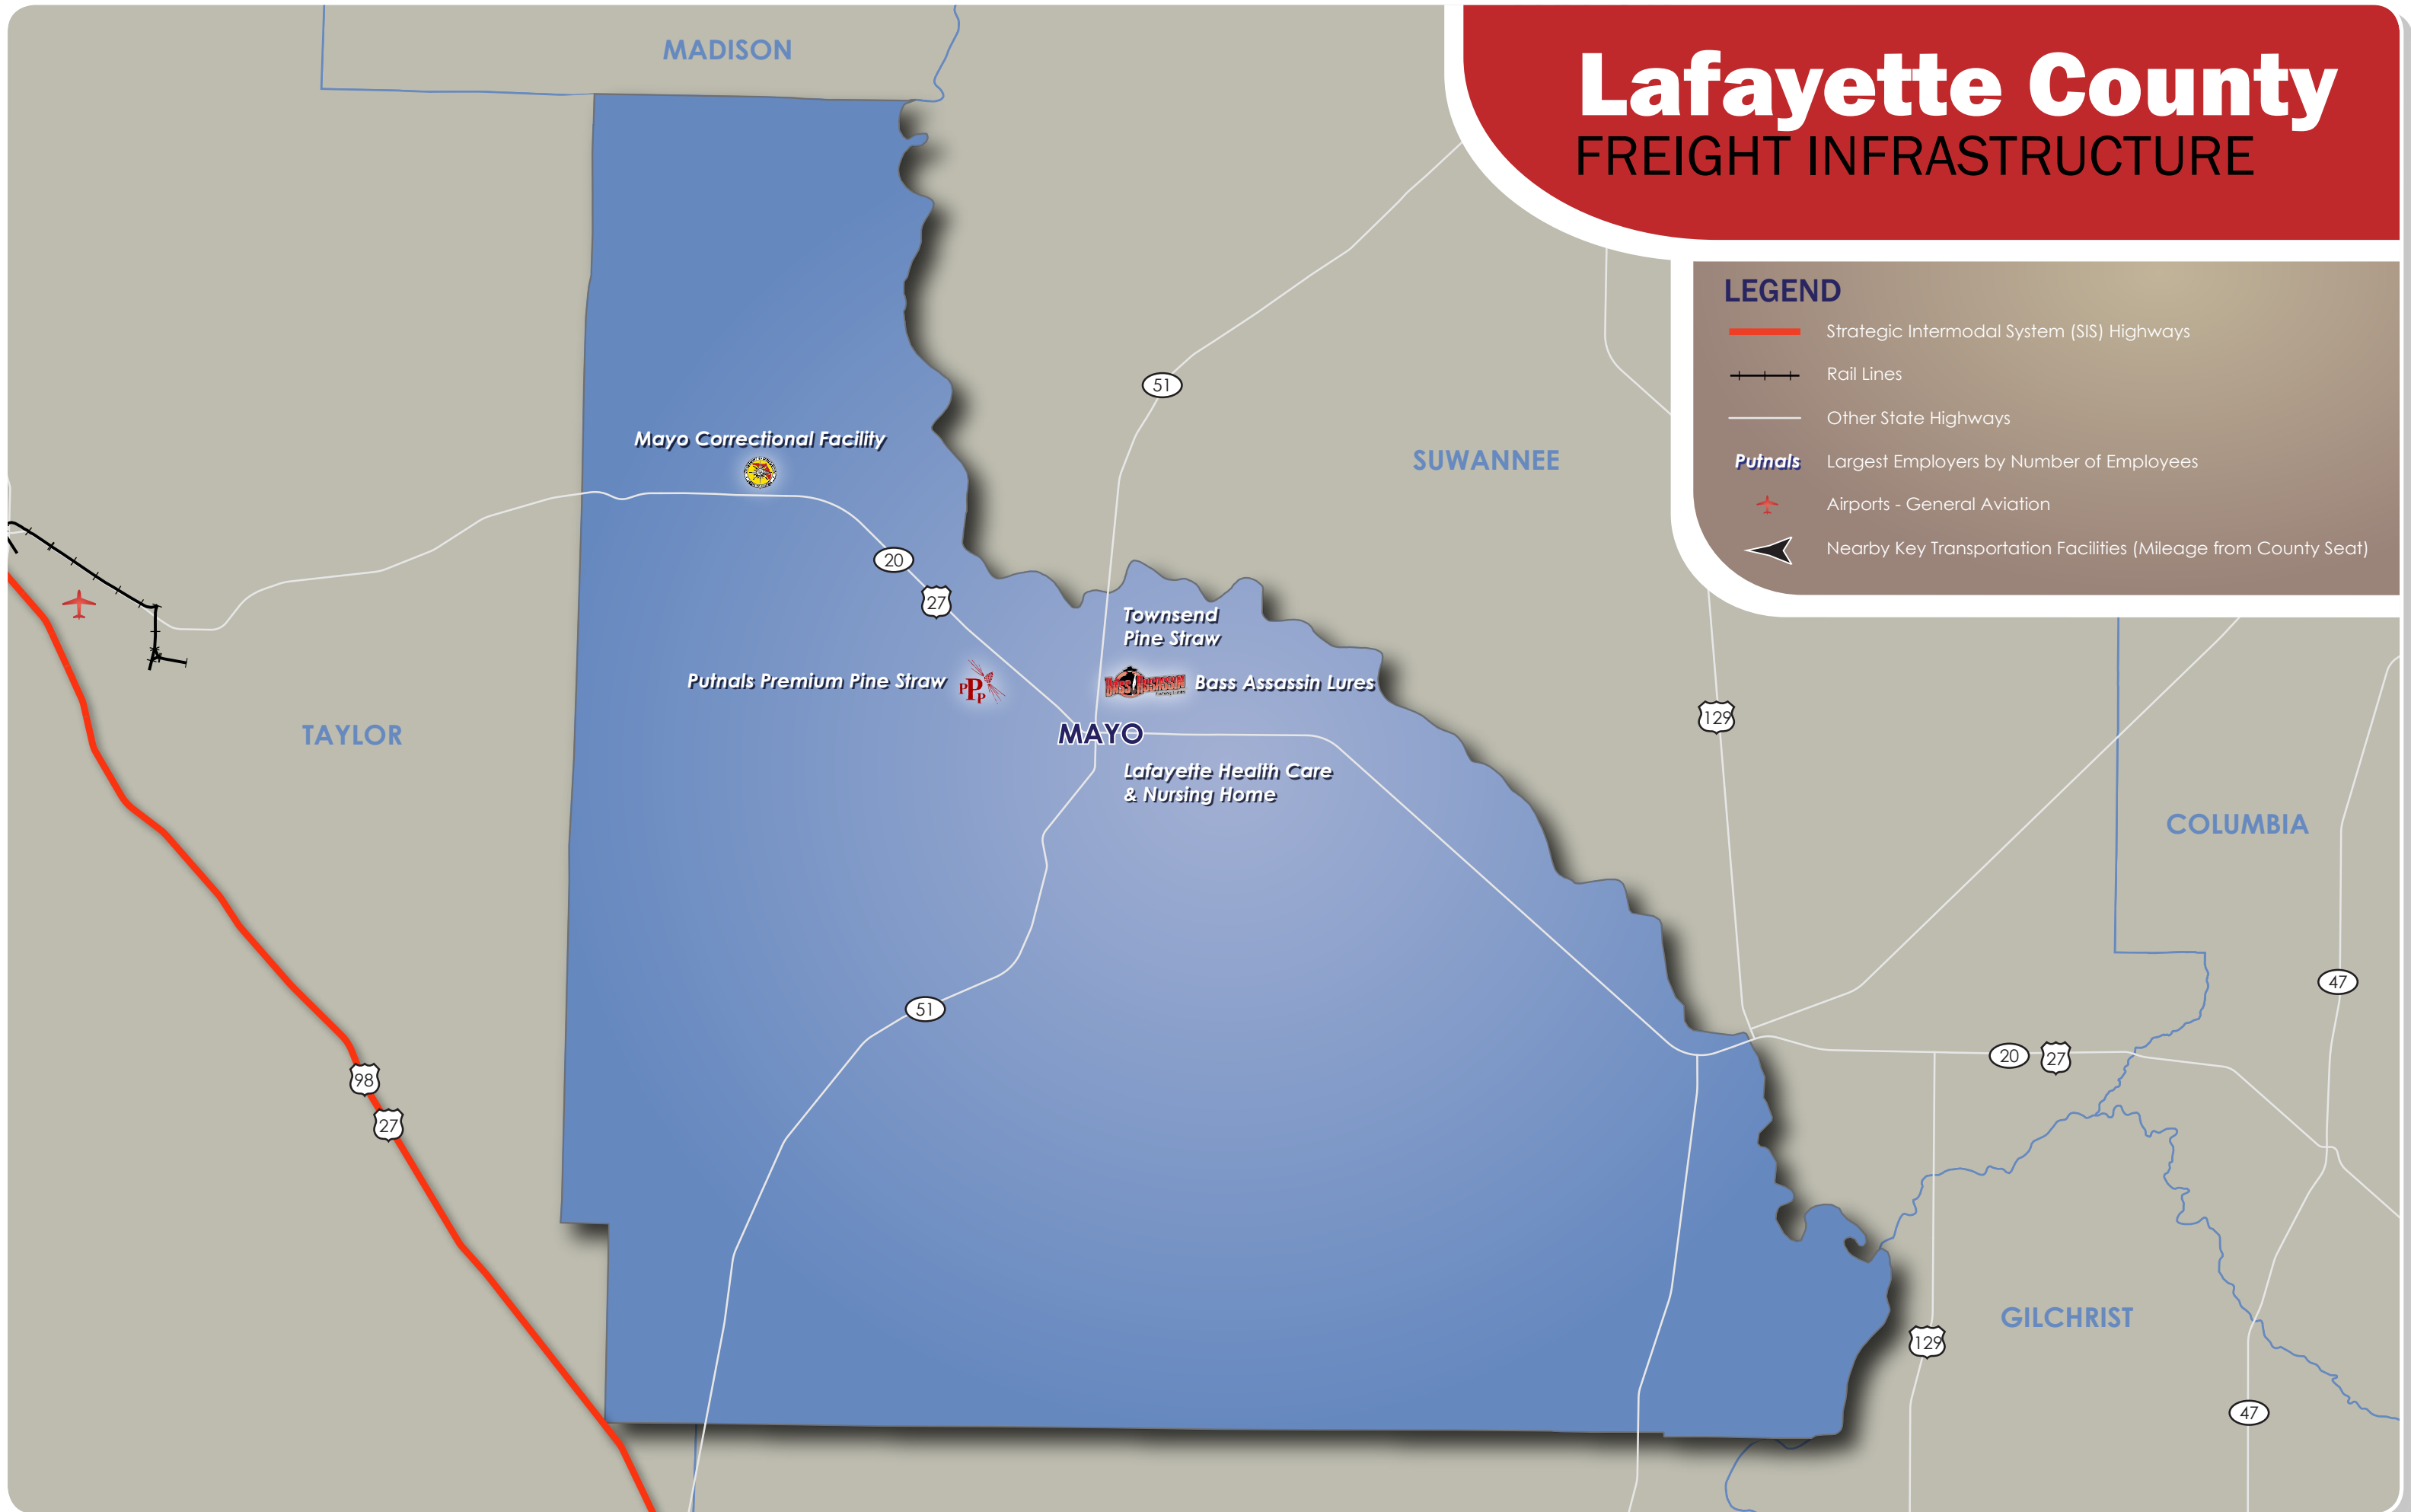 Lafayette County
FREIGHT INFRASTRUCTURE
LEGEND
Strategic Intermodal System (SIS) Highways
Rail Lines
Other State Highways
Putnals Largest Employers by Number of Employees
Airports - General Aviation
Nearby Key Transportation Facilities (Mileage from County Seat)
MADISON
51
Mayo Correctional Facility
SUWANNEE
20
27
Townsend
Pine Straw
Putnals Premium Pine Straw
PPP
BASS ASSASSIN
Bass Assassin Lures
129
TAYLOR
MAYO
Lafayette Health Care
& Nursing Home
COLUMBIA
47
51
20
27
98
27
GILCHRIST
129
47